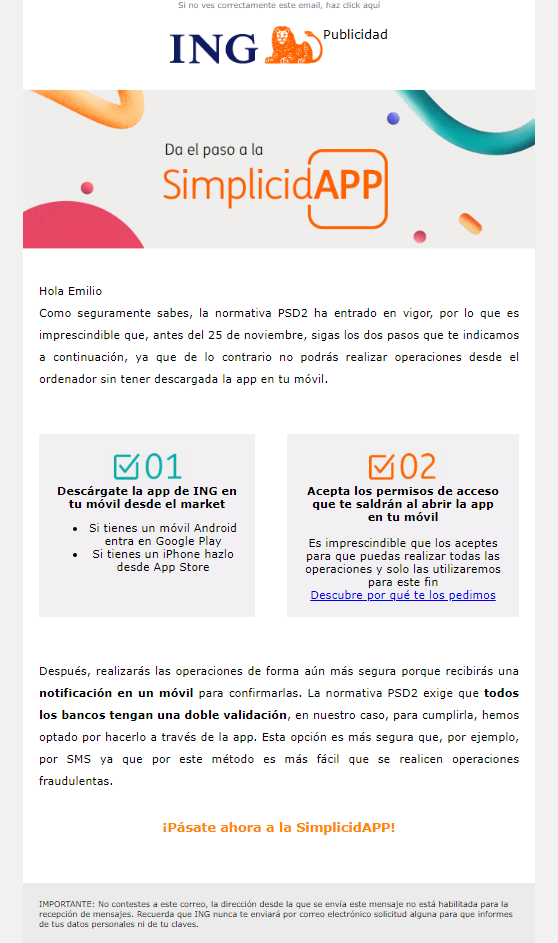 Si no ves correctamente este email, haz click aquí
ING Publicidad
Da el paso a la
SimplicidAPP
Hola Emilio
Como seguramente sabes, la normativa PSD2 ha entrado en vigor, por lo que es
imprescindible que, antes del 25 de noviembre, sigas los dos pasos que te indicamos
a continuación, ya que de lo contrario no podrás realizar operaciones desde el
ordenador sin tener descargada la app en tu móvil.
01
Descárgate la app de ING en
tu móvil desde el market
• Si tienes un móvil Android
entra en Google Play
• Si tienes un iPhone hazlo
desde App Store
02
Acepta los permisos de acceso
que te saldrán al abrir la app
en tu móvil
Es imprescindible que los aceptes
para que puedas realizar todas las
operaciones y solo las utilizaremos
para este fin
Descubre por qué te los pedimos
Después, realizarás las operaciones de forma aún más segura porque recibirás una
notificación en un móvil para confirmarlas. La normativa PSD2 exige que todos
los bancos tengan una doble validación, en nuestro caso, para cumplirla, hemos
optado por hacerlo a través de la app. Esta opción es más segura que, por ejemplo,
por SMS ya que por este método es más fácil que se realicen operaciones
fraudulentas.
¡Pásate ahora a la SimplicidAPP!
IMPORTANTE: No contestes a este correo, la dirección desde la que se envía este mensaje no está habilitada para la
recepción de mensajes. Recuerda que ING nunca te enviará por correo electrónico solicitud alguna para que informes
de tus datos personales ni de tu claves.